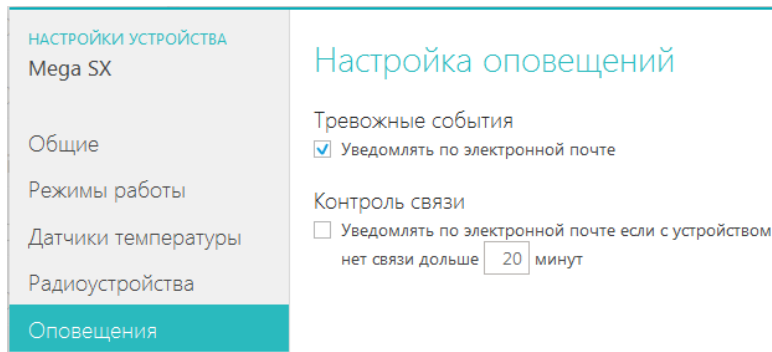 НАСТРОЙКИ УСТРОЙСТВА
Mega SX
Общие
Режимы работы
Датчики температуры
Радиоустройства
Оповещения
Настройка оповещений
Тревожные события
Уведомлять по электронной почте
Контроль связи
Уведомлять по электронной почте если с устройством
нет связи дольше 20 минут